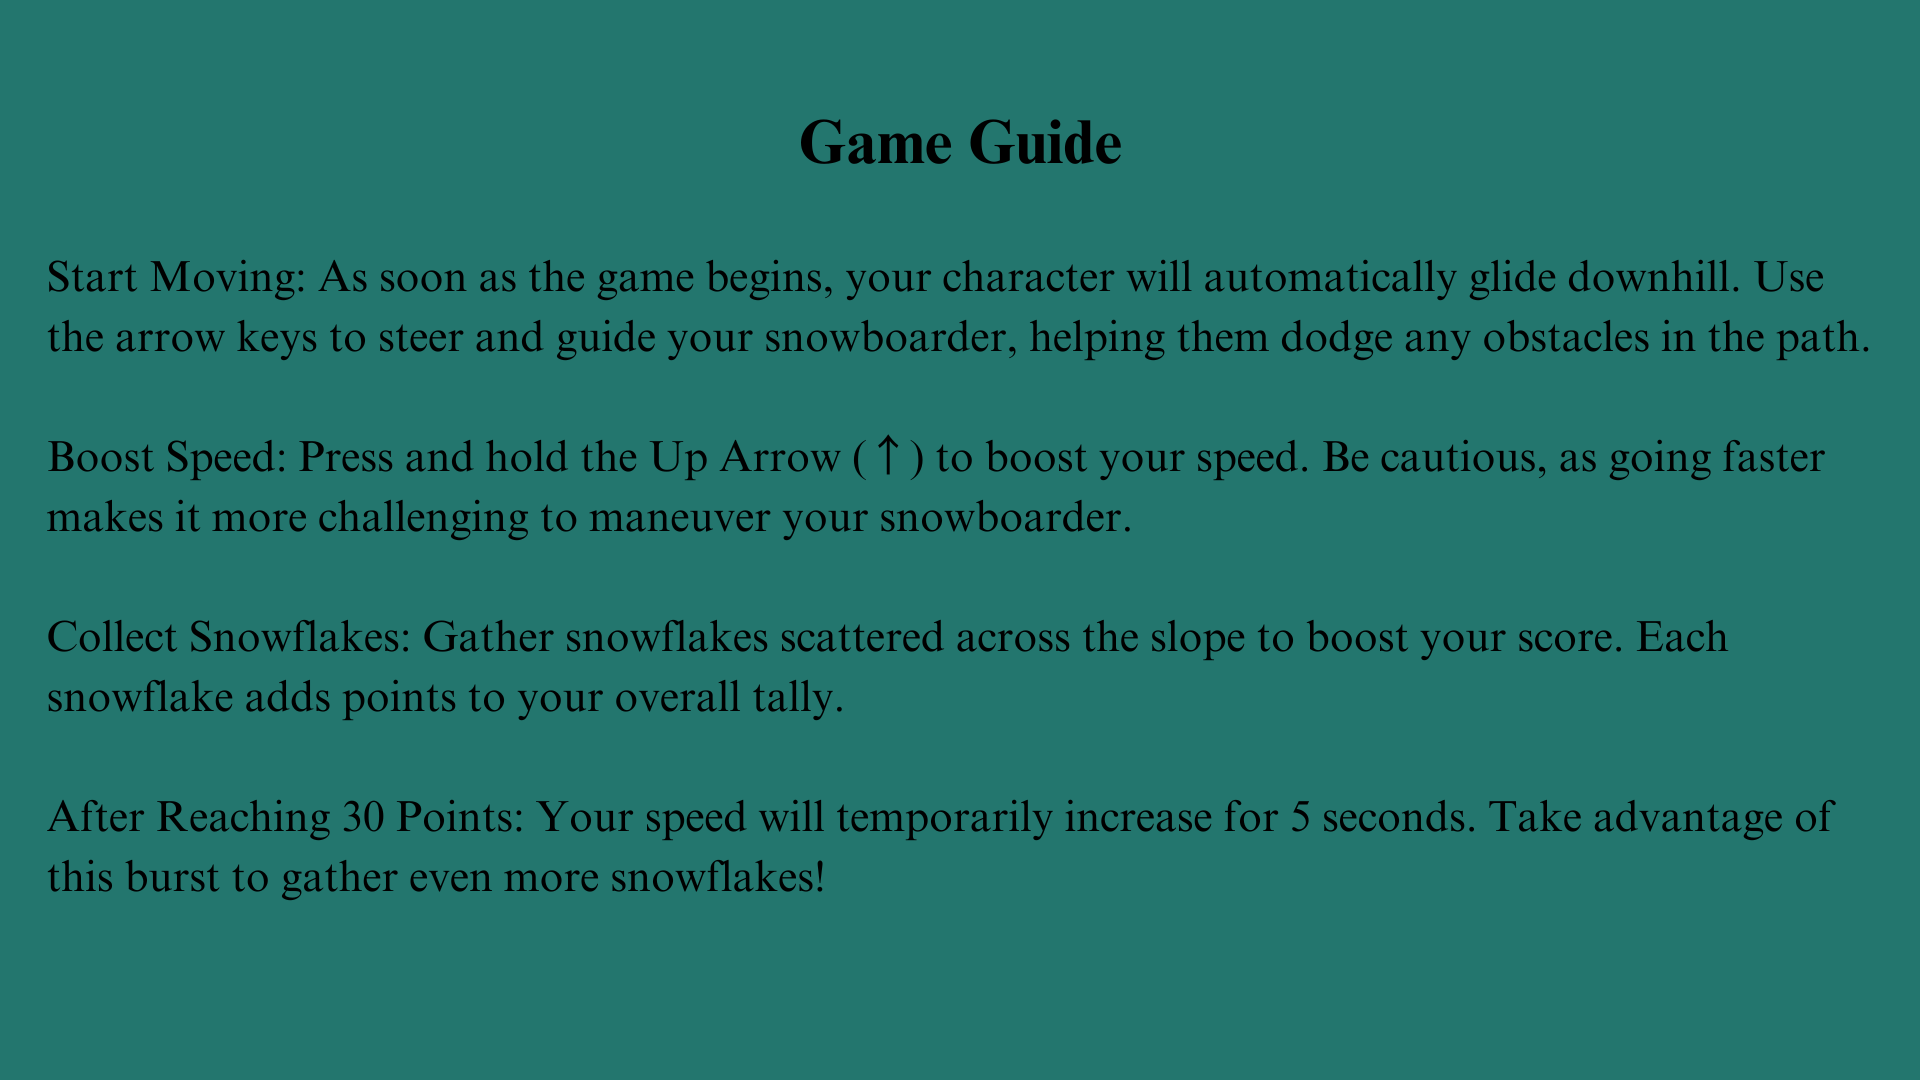 Game Guide
Start Moving: As soon as the game begins, your character will automatically glide downhill. Use
the arrow keys to steer and guide your snowboarder, helping them dodge any obstacles in the path.
Boost Speed: Press and hold the Up Arrow (↑) to boost your speed. Be cautious, as going faster
makes it more challenging to maneuver your snowboarder.
Collect Snowflakes: Gather snowflakes scattered across the slope to boost your score. Each
snowflake adds points to your overall tally.
After Reaching 30 Points: Your speed will temporarily increase for 5 seconds. Take advantage of
this burst to gather even more snowflakes!